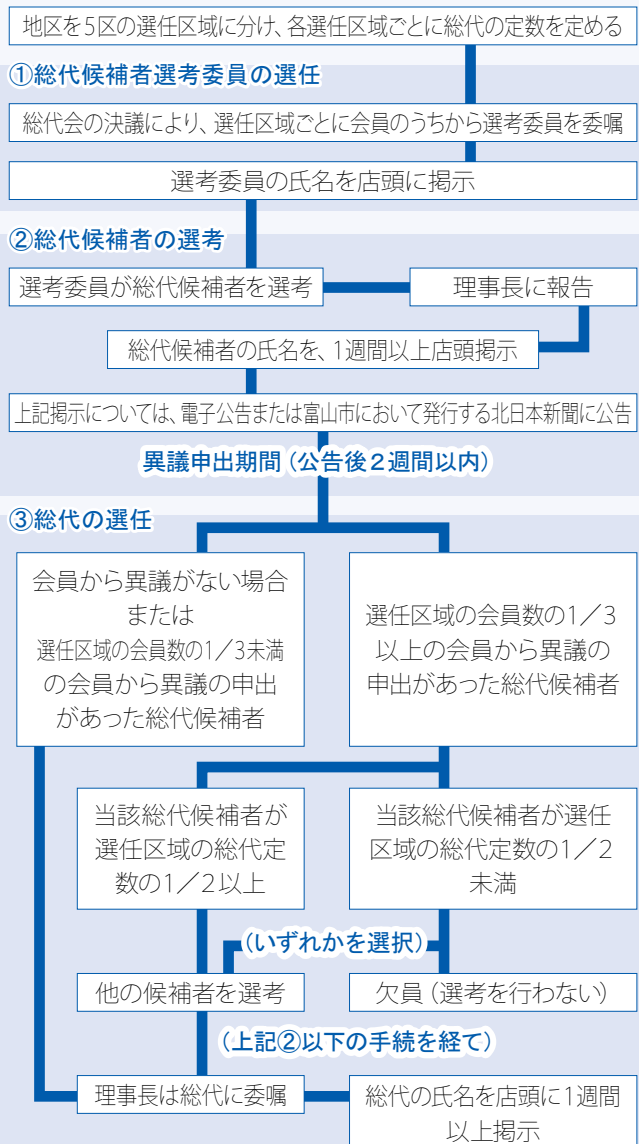 地区を5区の選任区域に分け、各選任区域ごとに総代の定数を定める
①総代候補者選考委員の選任
総代会の決議により、選任区域ごとに会員のうちから選考委員を委嘱
選考委員の氏名を店頭に掲示
②総代候補者の選考
選考委員が総代候補者を選考
理事長に報告
総代候補者の氏名を、1週間以上店頭掲示
上記掲示については、電子公告または富山市において発行する北日本新聞に公告
異議申出期間（公告後2週間以内）
③総代の選任
会員から異議がない場合
または
選任区域の会員数の1／3未満
の会員から異議の申出
があった総代候補者
選任区域の会員数の1／3
以上の会員から異議の
申出があった総代候補者
当該総代候補者が
選任区域の総代定
数の1／2以上
当該総代候補者が選任
区域の総代定数の1／2
未満
（いずれかを選択）
他の候補者を選考
欠員（選考を行わない）
（上記②以下の手続を経て）
理事長は総代に委嘱
総代の氏名を店頭に1週間
以上掲示